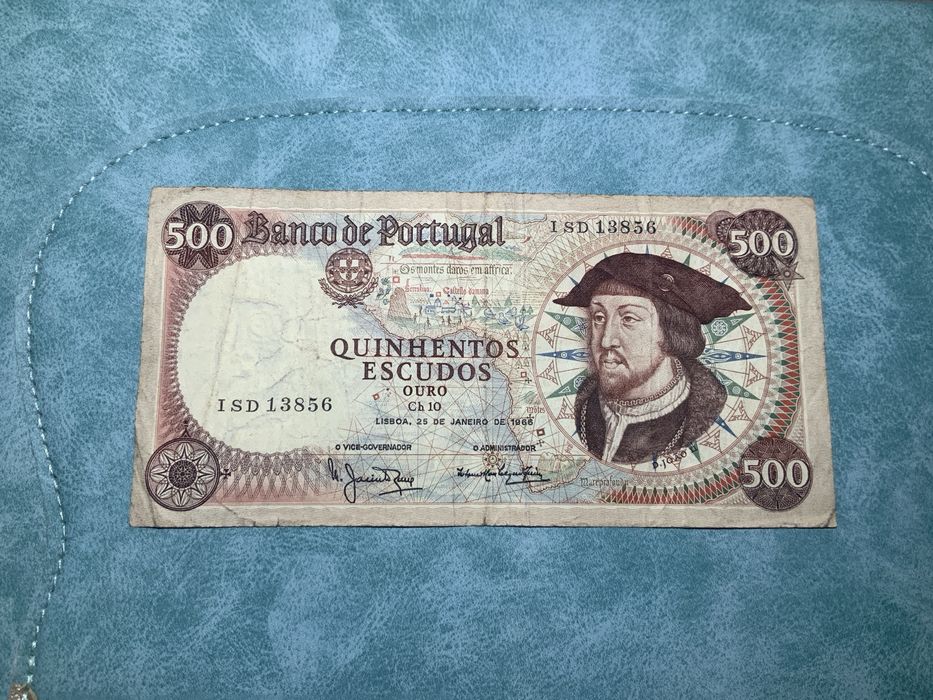 500 Banco de Portugal ISD 13856 500
Os montes claros em affrica:
QUINHENTOS
ESCUDOS
OURO
Ch 10
ISD 13856
LISBOA, 25 DE JANEIRO DE 1966
O VICE-GOVERNADOR O ADMINISTRADOR
500